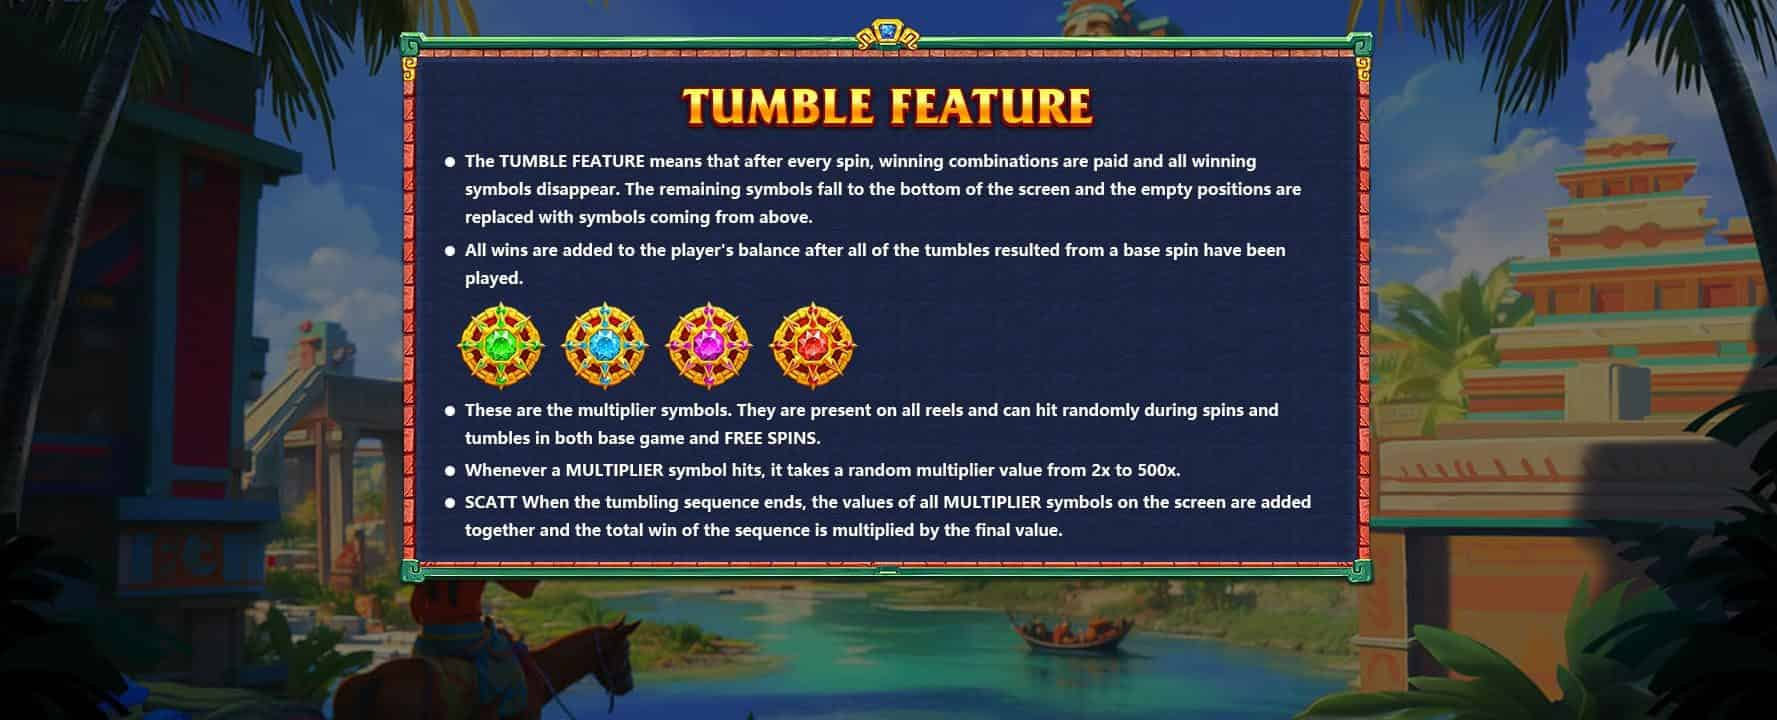 TUMBLE FEATURE
● The TUMBLE FEATURE means that after every spin, winning combinations are paid and all winning
symbols disappear. The remaining symbols fall to the bottom of the screen and the empty positions are
replaced with symbols coming from above.
● All wins are added to the player's balance after all of the tumbles resulted from a base spin have been
played.
● These are the multiplier symbols. They are present on all reels and can hit randomly during spins and
tumbles in both base game and FREE SPINS.
● Whenever a MULTIPLIER symbol hits, it takes a random multiplier value from 2x to 500x.
● SCATT When the tumbling sequence ends, the values of all MULTIPLIER symbols on the screen are added
together and the total win of the sequence is multiplied by the final value.